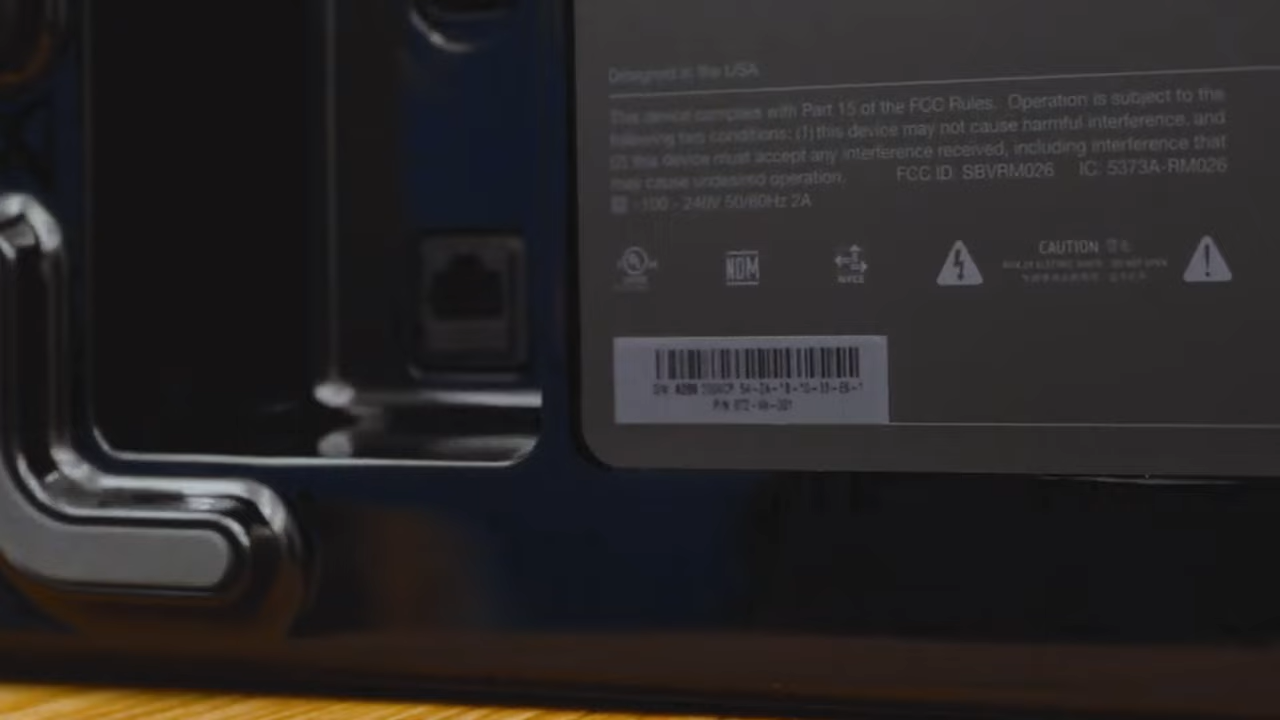 Designed in the USA
This device complies with Part 15 of the FCC Rules. Operation is subject to the
following two conditions: (1) this device may not cause harmful interference, and
(2) this device must accept any interference received, including interference that
may cause undesired operation. FCC ID: SBVRM026 IC: 5373A-RM026
100 - 240V 50/60Hz 2A
UL
NOM
NYCE
CAUTION